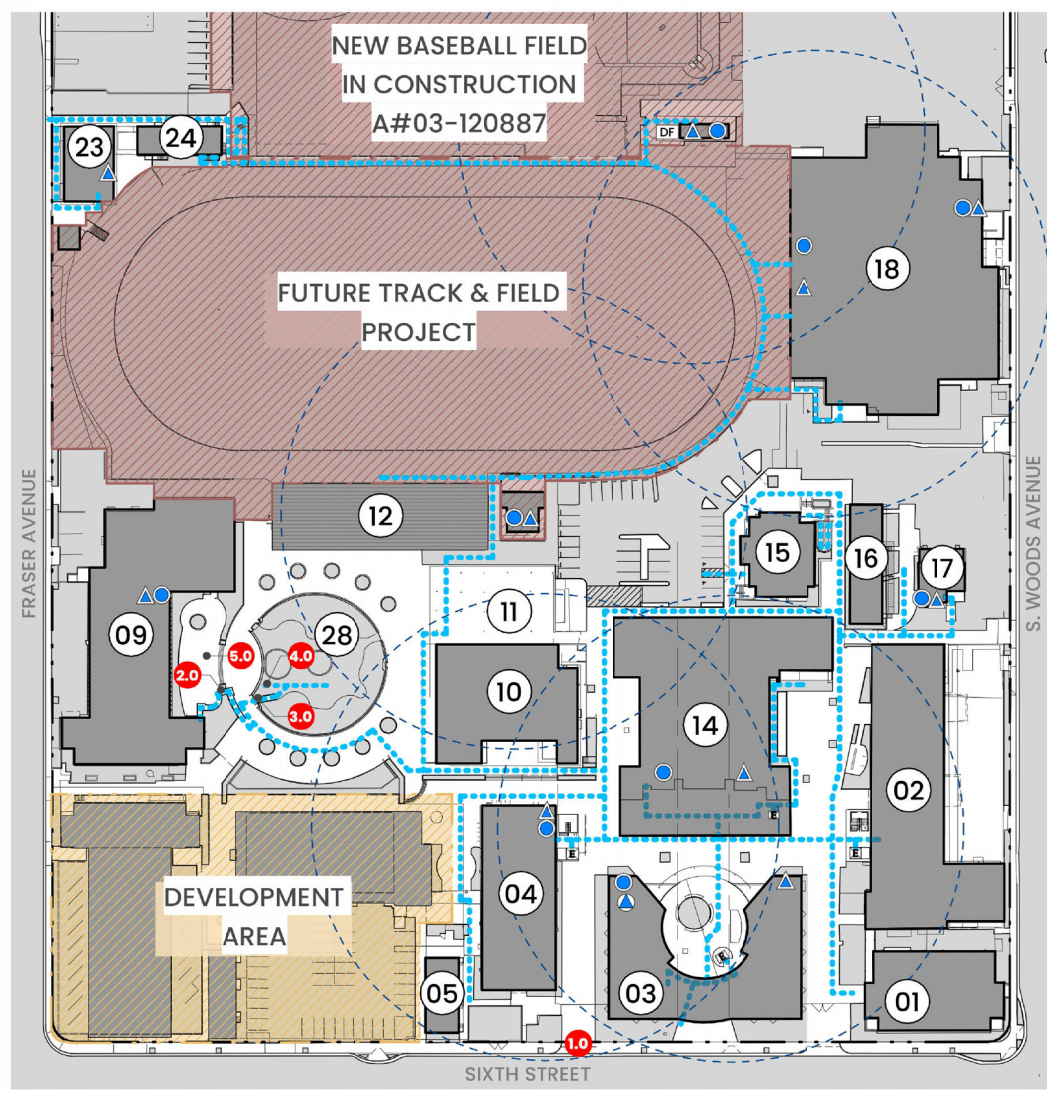 NEW BASEBALL FIELD
IN CONSTRUCTION
A#03-120887
23
24
DF
18
FUTURE TRACK & FIELD
PROJECT
FRASER AVENUE
S. WOODS AVENUE
12
15
16
17
11
09
28
5.0
4.0
2.0
3.0
10
14
02
E
E
E
DEVELOPMENT
AREA
04
E
05
03
01
1.0
SIXTH STREET